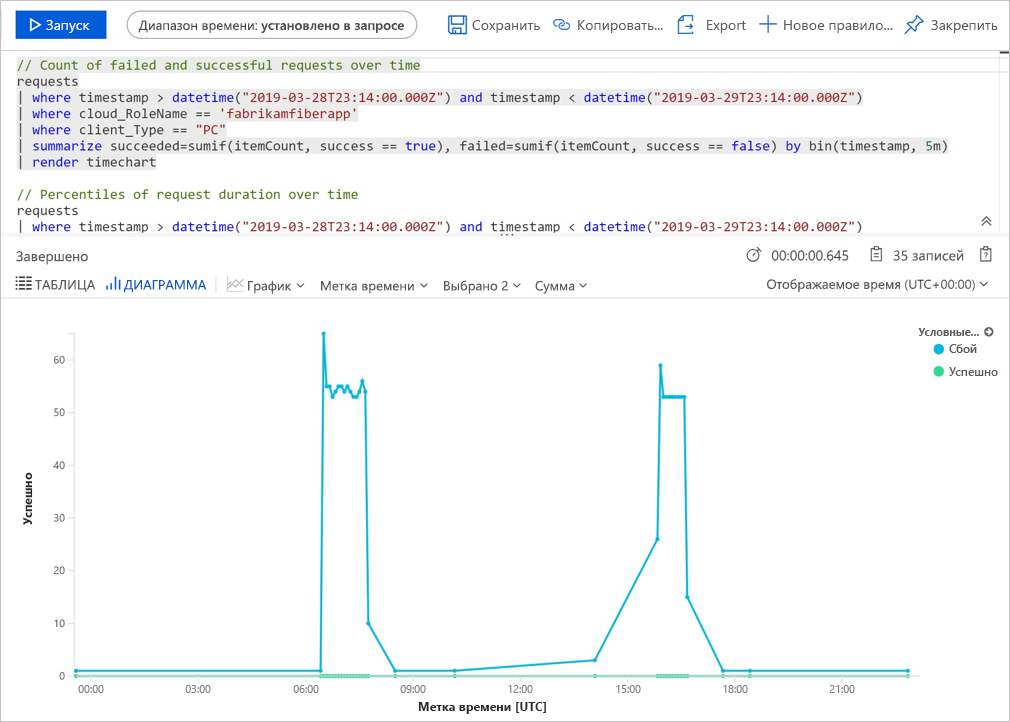 Запуск
Диапазон времени: установлено в запросе
Сохранить
Копировать...
Export
Новое правило...
Закрепить
// Count of failed and successful requests over time
requests
| where timestamp > datetime("2019-03-28T23:14:00.000Z") and timestamp < datetime("2019-03-29T23:14:00.000Z")
| where cloud_RoleName == 'fabrikamfiberapp'
| where client_Type == "PC"
| summarize succeeded=sumif(itemCount, success == true), failed=sumif(itemCount, success == false) by bin(timestamp, 5m)
| render timechart
// Percentiles of request duration over time
requests
| where timestamp > datetime("2019-03-28T23:14:00.000Z") and timestamp < datetime("2019-03-29T23:14:00.000Z")
Завершено
00:00:00.645
35 записей
ТАБЛИЦА
ДИАГРАММА
График
Метка времени
Выбрано 2
Сумма
Отображаемое время (UTC+00:00)
Условные...
Сбой
Успешно
Успешно
60
50
40
30
20
10
0
00:00
03:00
06:00
09:00
12:00
15:00
18:00
21:00
Метка времени [UTC]